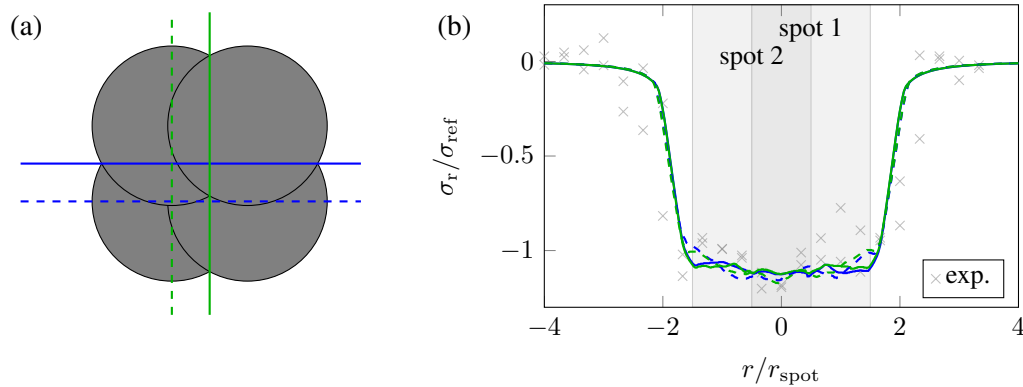 (a)
(b)
spot 1
spot 2
0
−0.5
−1
σr/σref
exp.
−4
−2
0
2
4
r/rspot